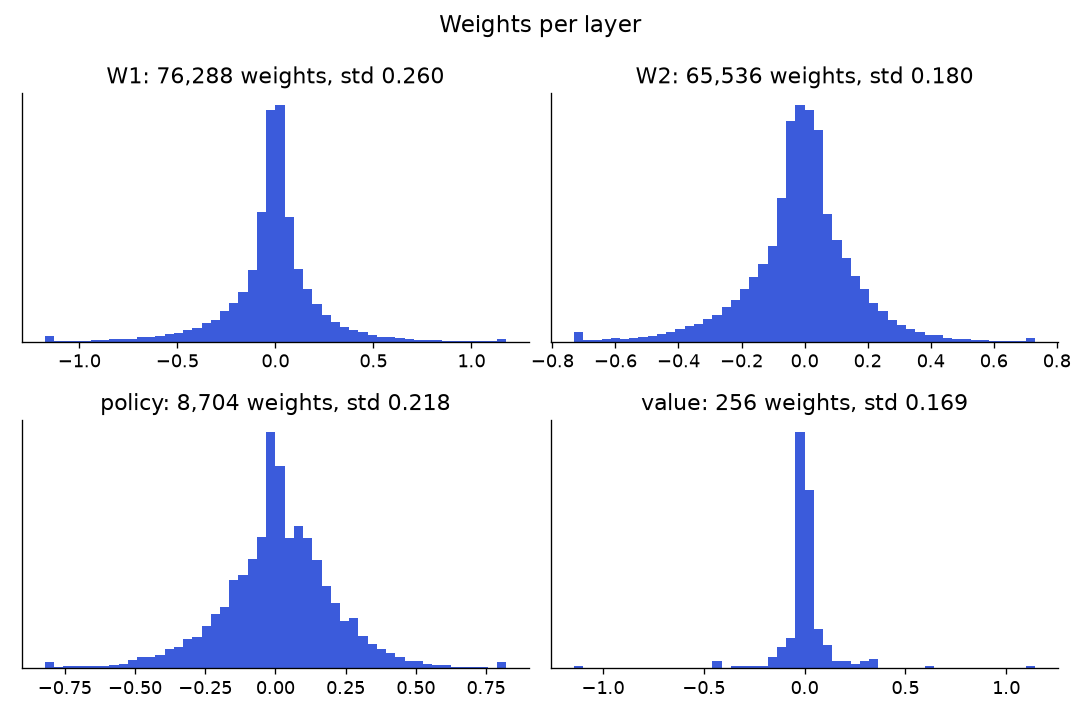 Weights per layer
W1: 76,288 weights, std 0.260
W2: 65,536 weights, std 0.180
−1.0 −0.5 0.0 0.5 1.0
−0.8 −0.6 −0.4 −0.2 0.0 0.2 0.4 0.6 0.8
policy: 8,704 weights, std 0.218
value: 256 weights, std 0.169
−0.75 −0.50 −0.25 0.00 0.25 0.50 0.75
−1.0 −0.5 0.0 0.5 1.0